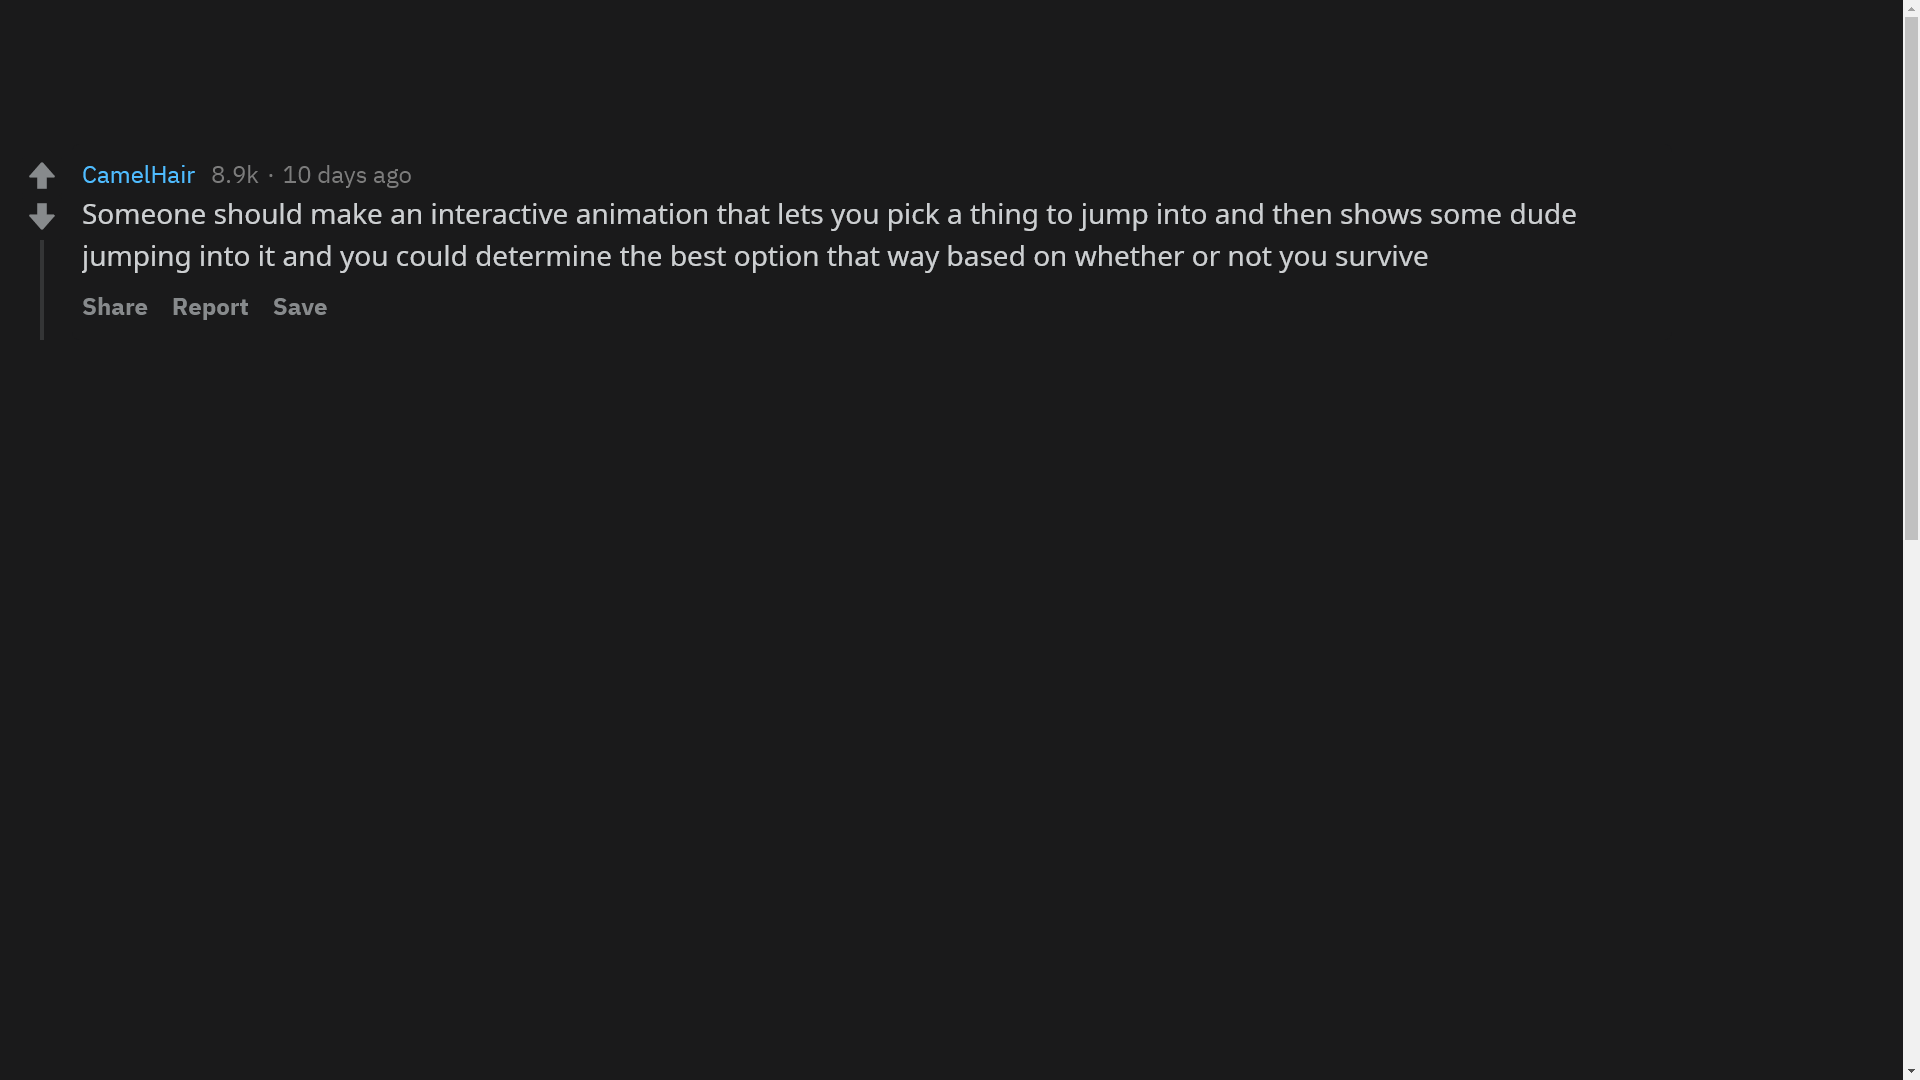 CamelHair 8.9k · 10 days ago
Someone should make an interactive animation that lets you pick a thing to jump into and then shows some dude
jumping into it and you could determine the best option that way based on whether or not you survive
Share Report Save